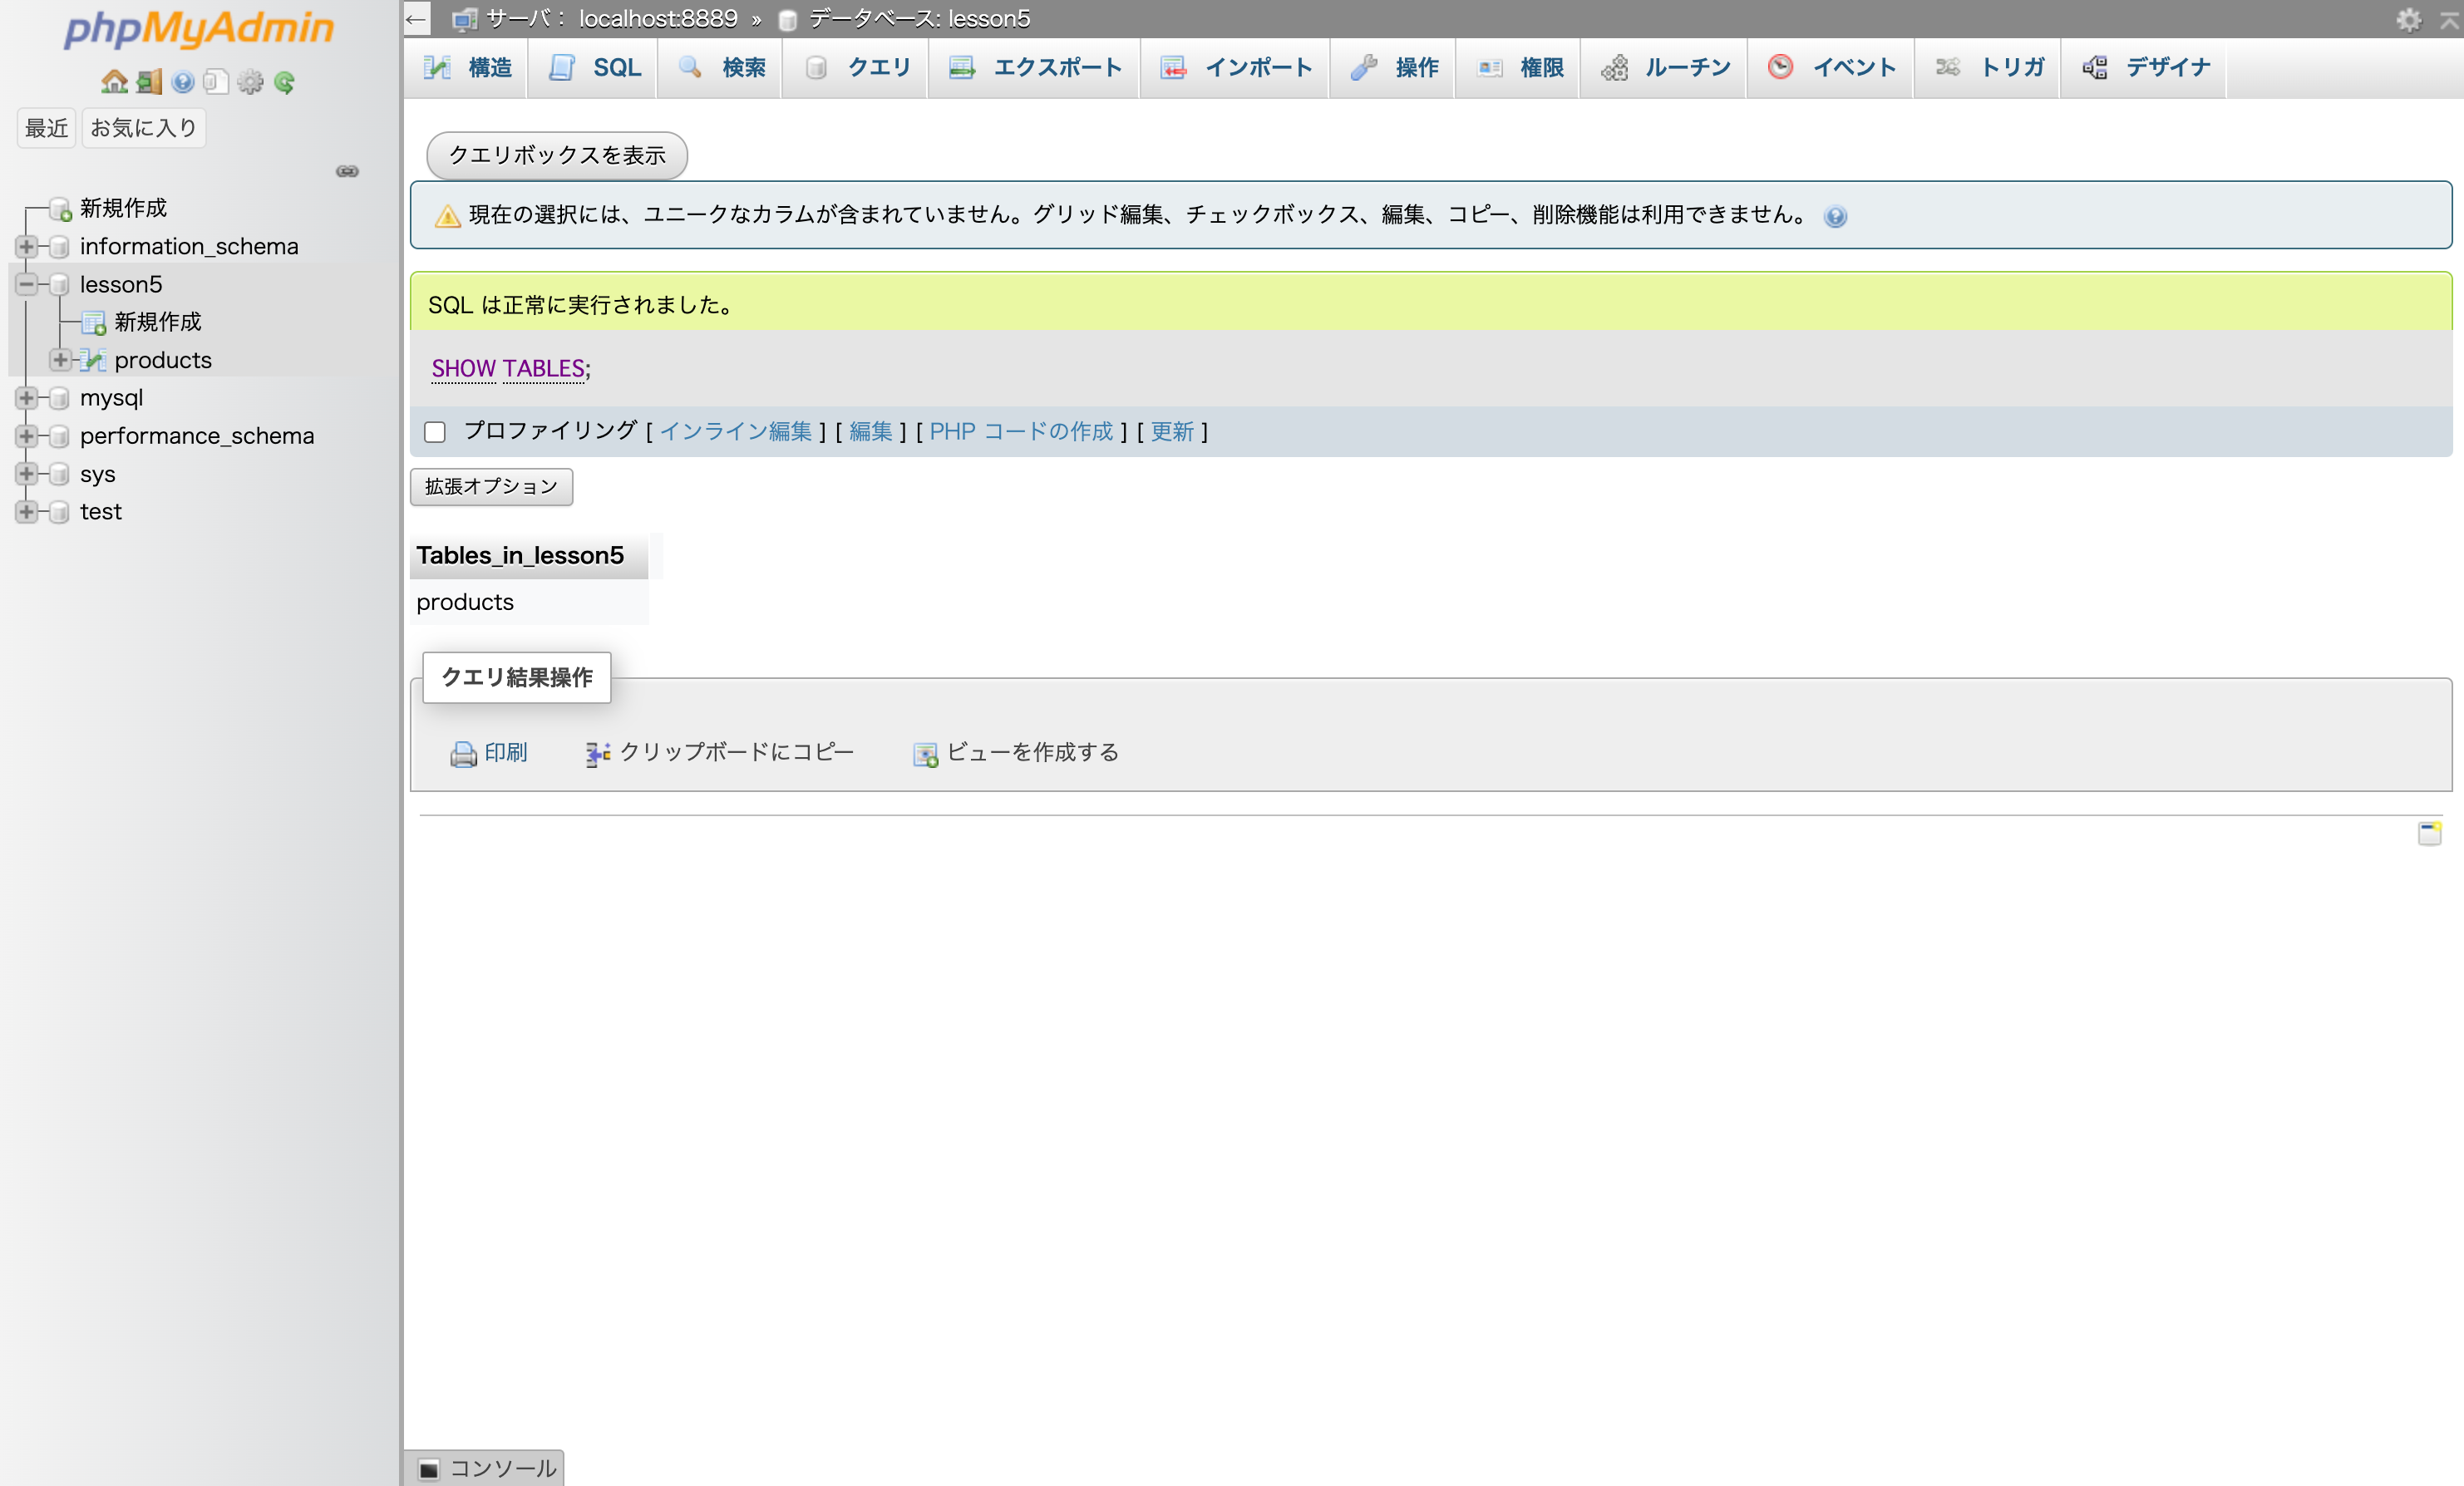 phpMyAdmin
最近 お気に入り
新規作成
information_schema
lesson5
新規作成
products
mysql
performance_schema
sys
test
← サーバ： localhost:8889 » データベース: lesson5
構造 SQL 検索 クエリ エクスポート インポート 操作 権限 ルーチン イベント トリガ デザイナ
クエリボックスを表示
現在の選択には、ユニークなカラムが含まれていません。グリッド編集、チェックボックス、編集、コピー、削除機能は利用できません。
SQL は正常に実行されました。
SHOW TABLES;
プロファイリング [ インライン編集 ] [ 編集 ] [ PHP コードの作成 ] [ 更新 ]
拡張オプション
Tables_in_lesson5
products
クエリ結果操作
印刷 クリップボードにコピー ビューを作成する
コンソール